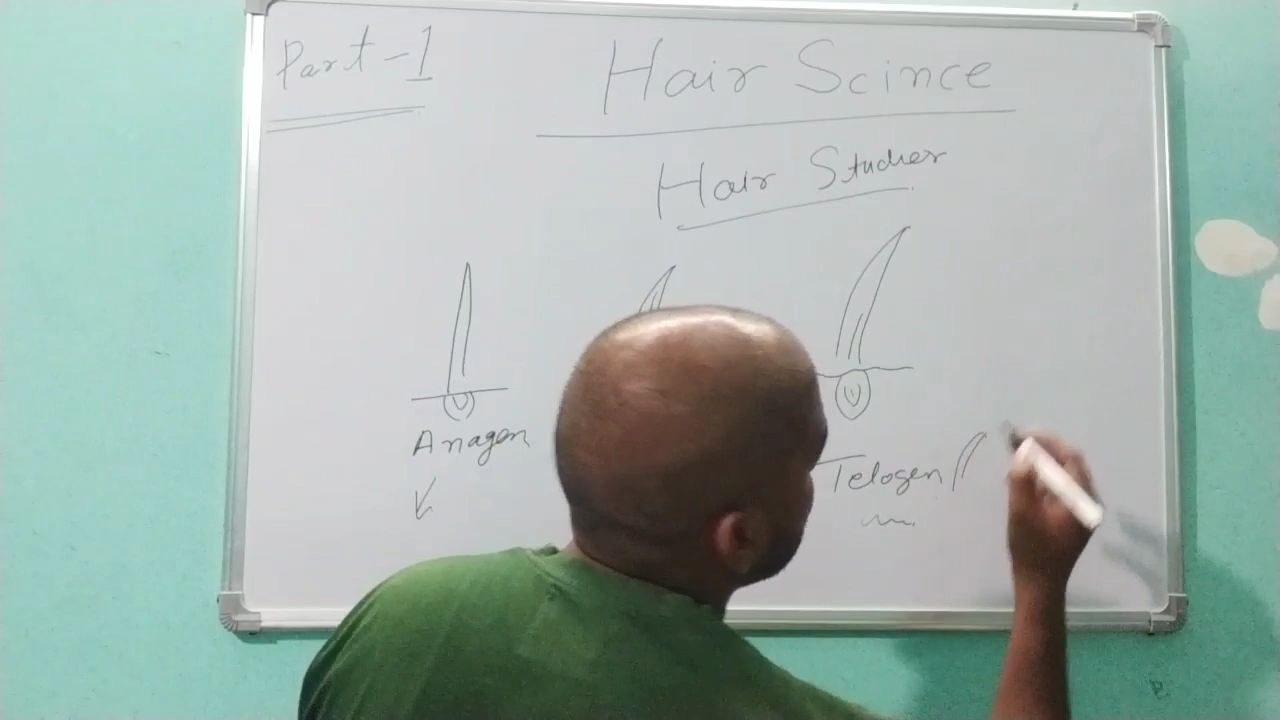 Part-1
Hair Scince
Hair Studies
Anagen
Telogen